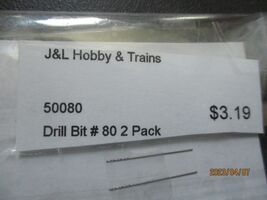 J&L Hobby & Trains
50080
$3.19
Drill Bit # 80 2 Pack
2023/04/07